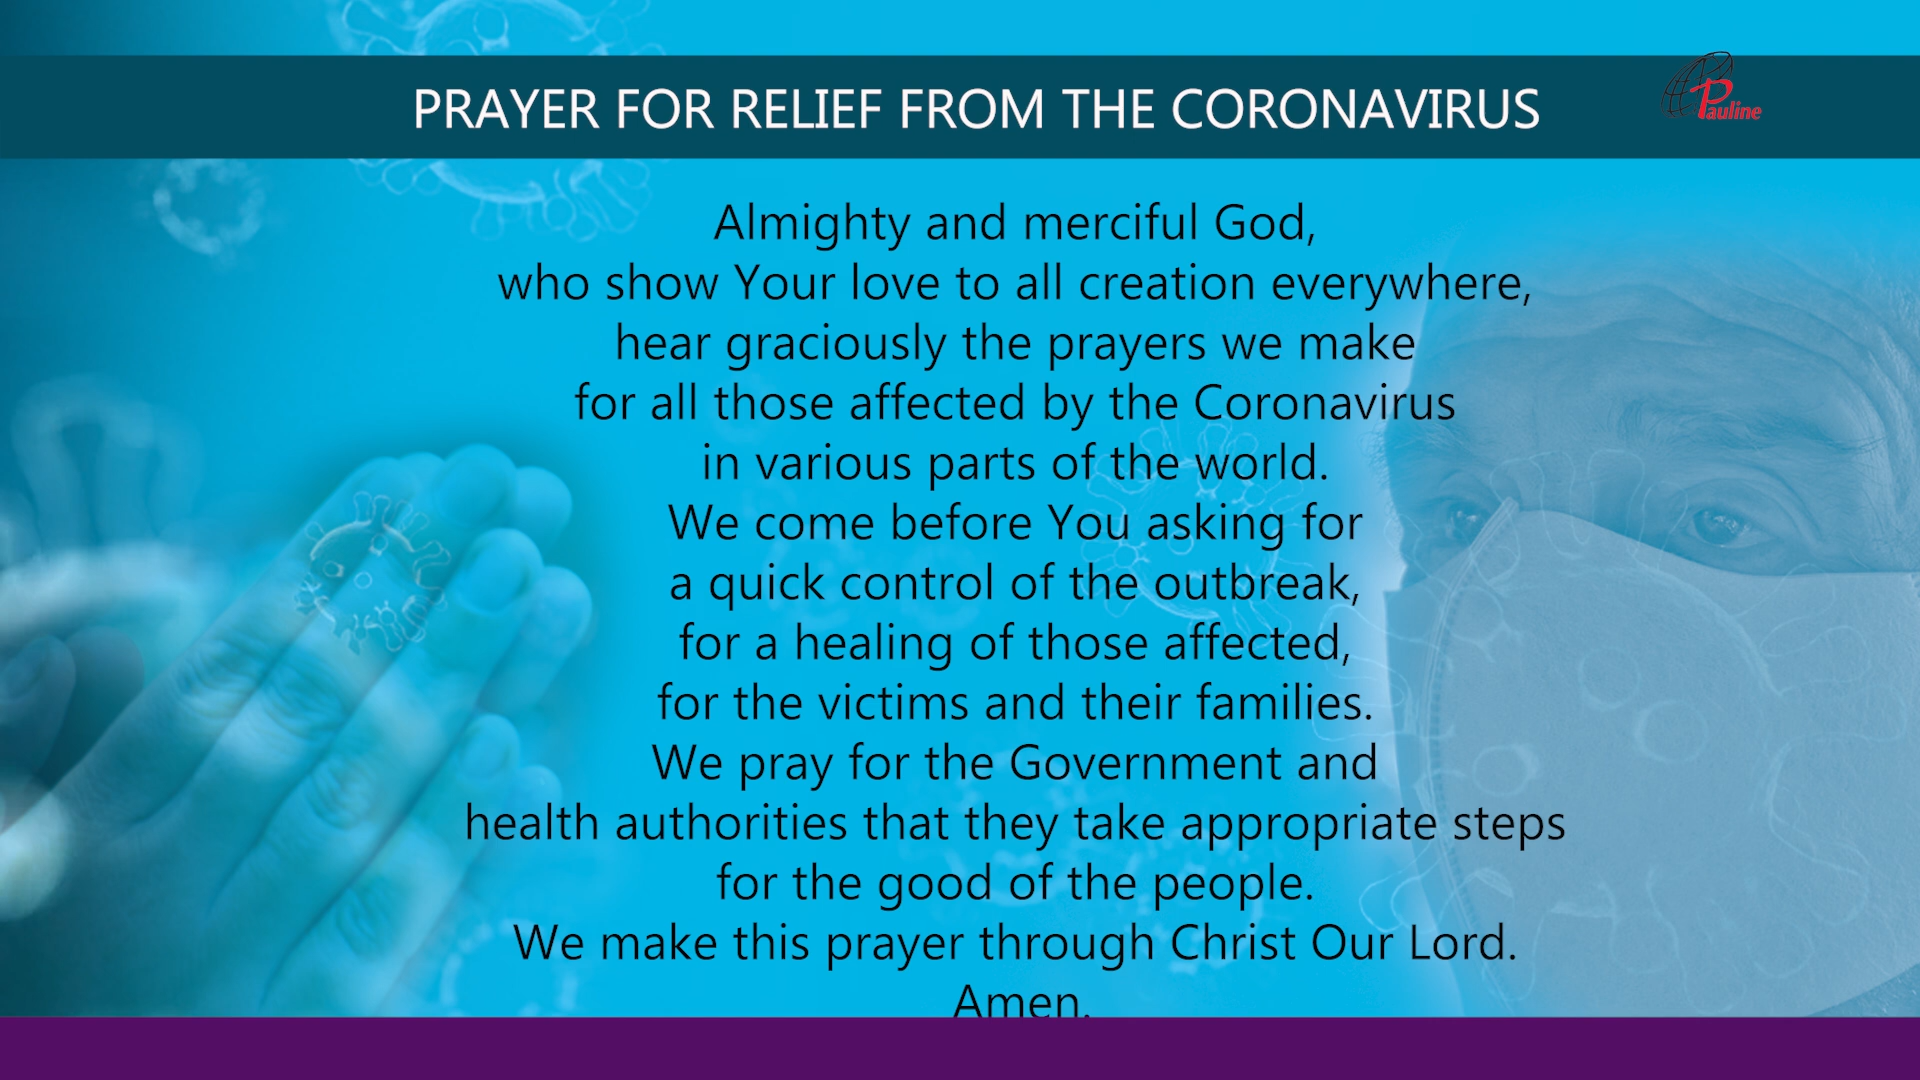 PRAYER FOR RELIEF FROM THE CORONAVIRUS
Pauline
Almighty and merciful God,
who show Your love to all creation everywhere,
hear graciously the prayers we make
for all those affected by the Coronavirus
in various parts of the world.
We come before You asking for
a quick control of the outbreak,
for a healing of those affected,
for the victims and their families.
We pray for the Government and
health authorities that they take appropriate steps
for the good of the people.
We make this prayer through Christ Our Lord.
Amen.